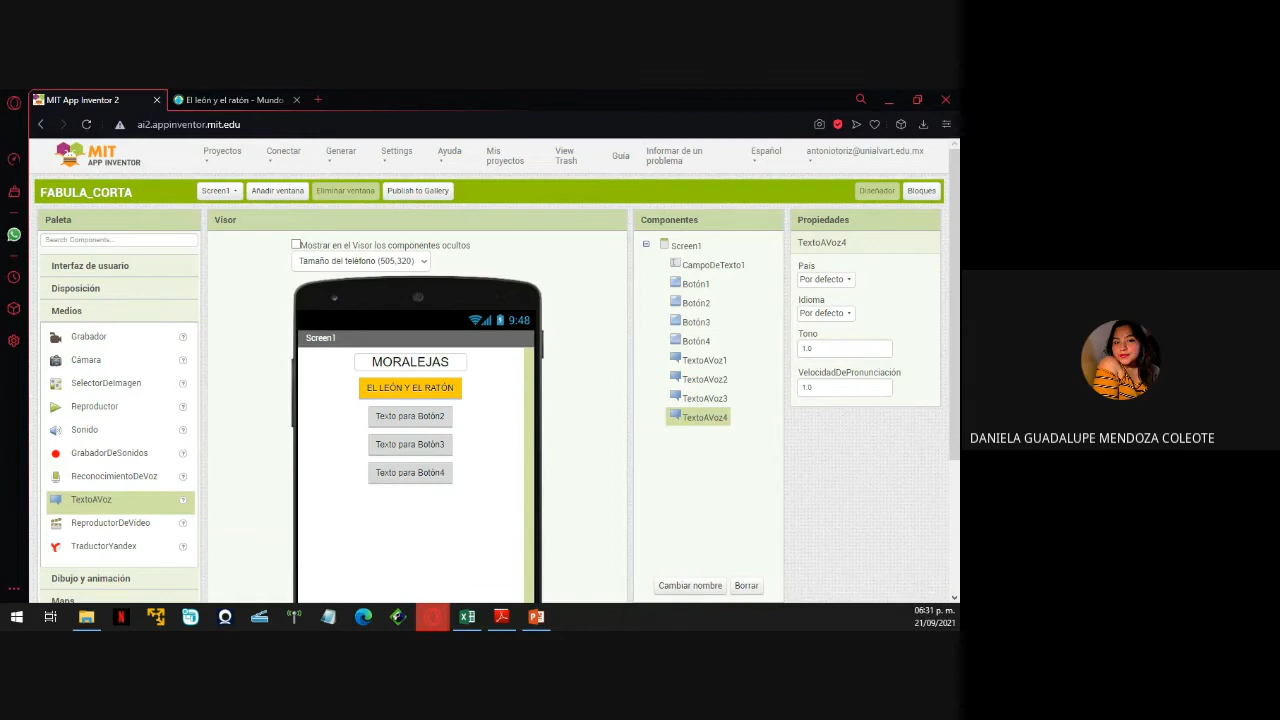 MIT App Inventor 2
El león y el ratón - Mundo
ai2.appinventor.mit.edu
MIT
APP INVENTOR
Proyectos
Conectar
Generar
Settings
Ayuda
Mis
proyectos
View
Trash
Guía
Informar de un
problema
Español
antoniotoriz@unialvart.edu.mx
FABULA_CORTA
Screen1
Añadir ventana
Eliminar ventana
Publish to Gallery
Diseñador
Bloques
Paleta
Search Components...
Interfaz de usuario
Disposición
Medios
Grabador
Cámara
SelectorDeImagen
Reproductor
Sonido
GrabadorDeSonidos
ReconocimientoDeVoz
TextoAVoz
ReproductorDeVídeo
TraductorYandex
Dibujo y animación
Maps
Visor
Mostrar en el Visor los componentes ocultos
Tamaño del teléfono (505,320)
9:48
Screen1
MORALEJAS
EL LEÓN Y EL RATÓN
Texto para Botón2
Texto para Botón3
Texto para Botón4
Componentes
Screen1
CampoDeTexto1
Botón1
Botón2
Botón3
Botón4
TextoAVoz1
TextoAVoz2
TextoAVoz3
TextoAVoz4
Cambiar nombre
Borrar
Propiedades
TextoAVoz4
País
Por defecto
Idioma
Por defecto
Tono
1.0
VelocidadDePronunciación
1.0
06:31 p. m.
21/09/2021
DANIELA GUADALUPE MENDOZA COLEOTE